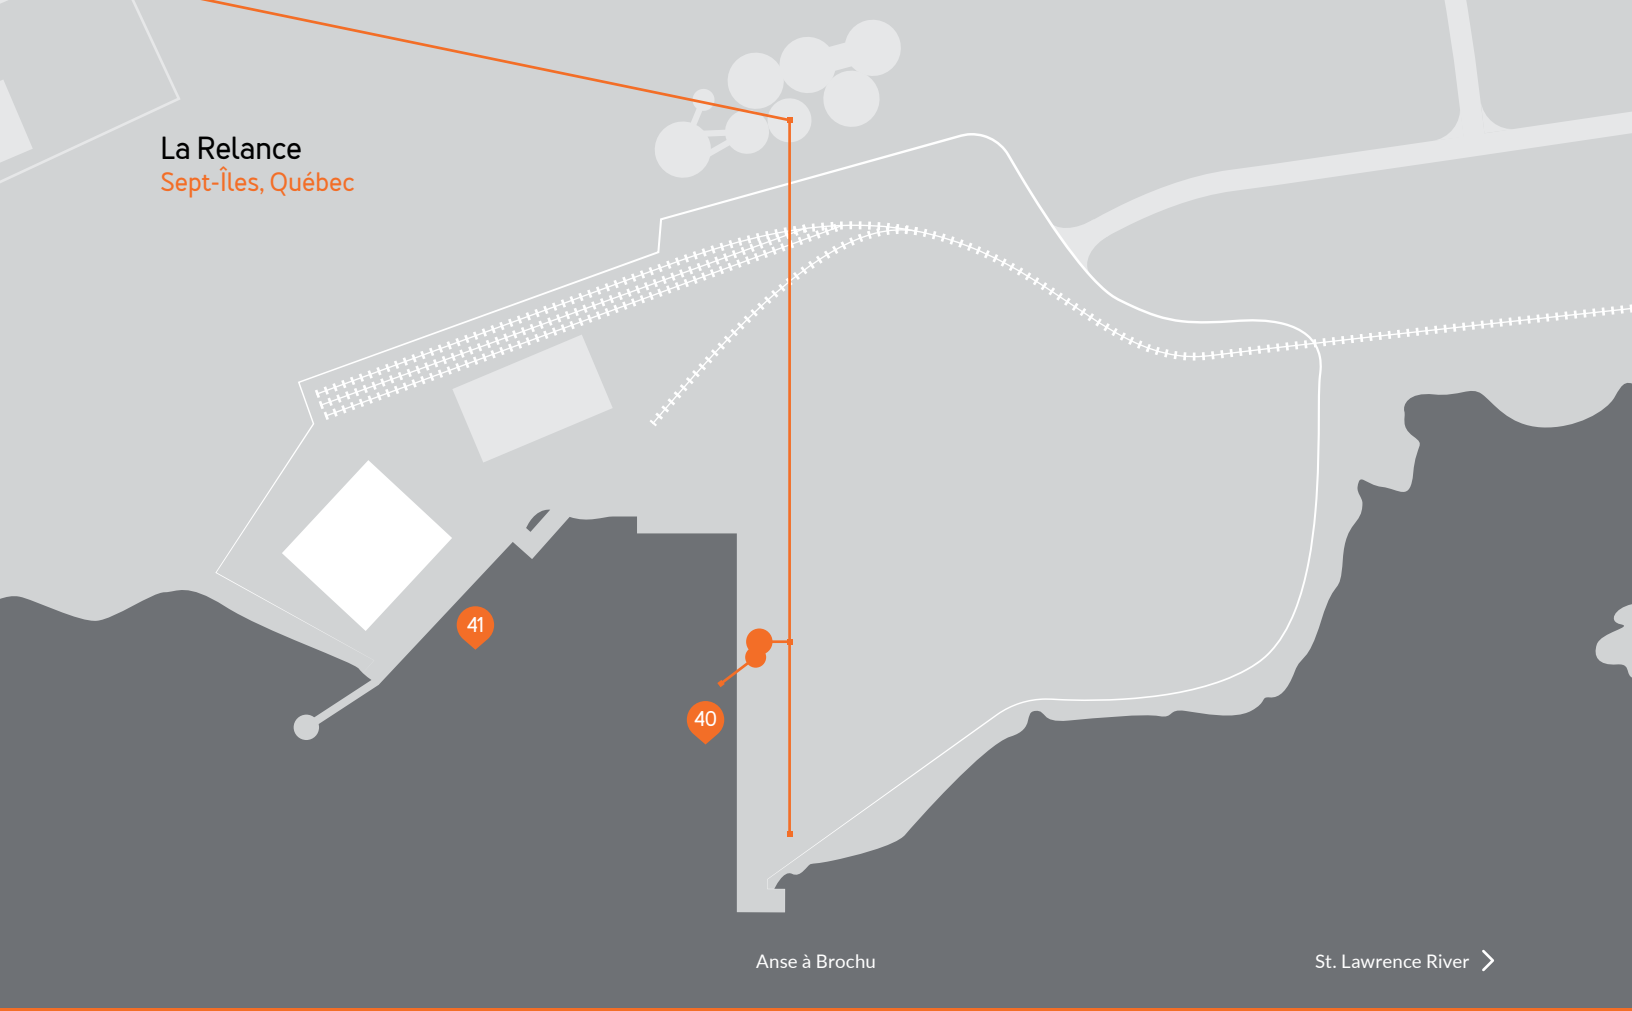 La Relance
Sept-Îles, Québec
41
40
Anse à Brochu
St. Lawrence River